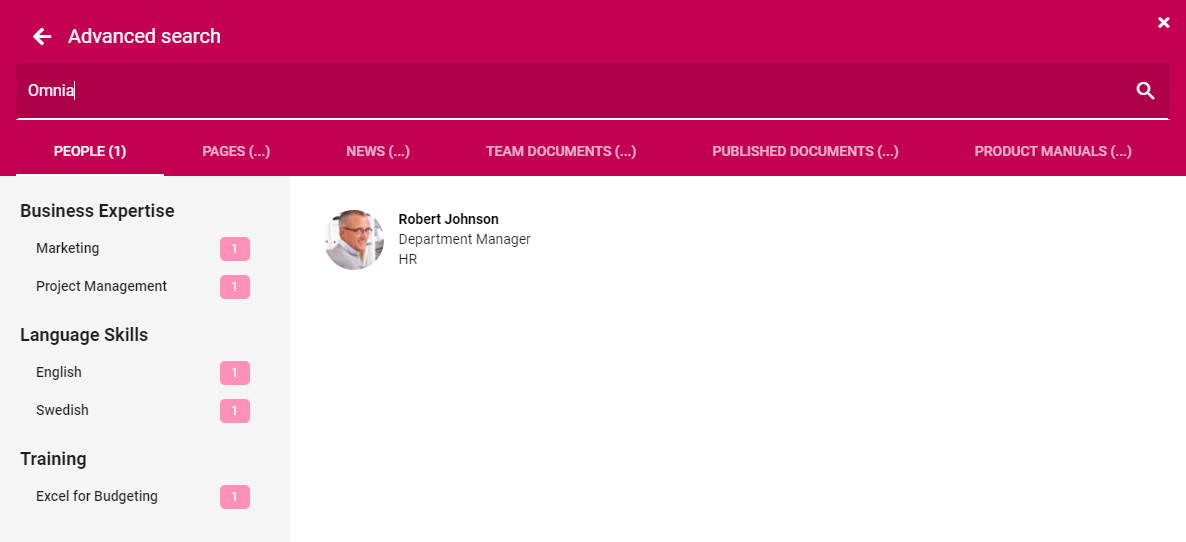 Advanced search
Omnia
PEOPLE (1) PAGES (...) NEWS (...) TEAM DOCUMENTS (...) PUBLISHED DOCUMENTS (...) PRODUCT MANUALS (...)
Business Expertise
Marketing 1
Project Management 1
Language Skills
English 1
Swedish 1
Training
Excel for Budgeting 1
Robert Johnson
Department Manager
HR